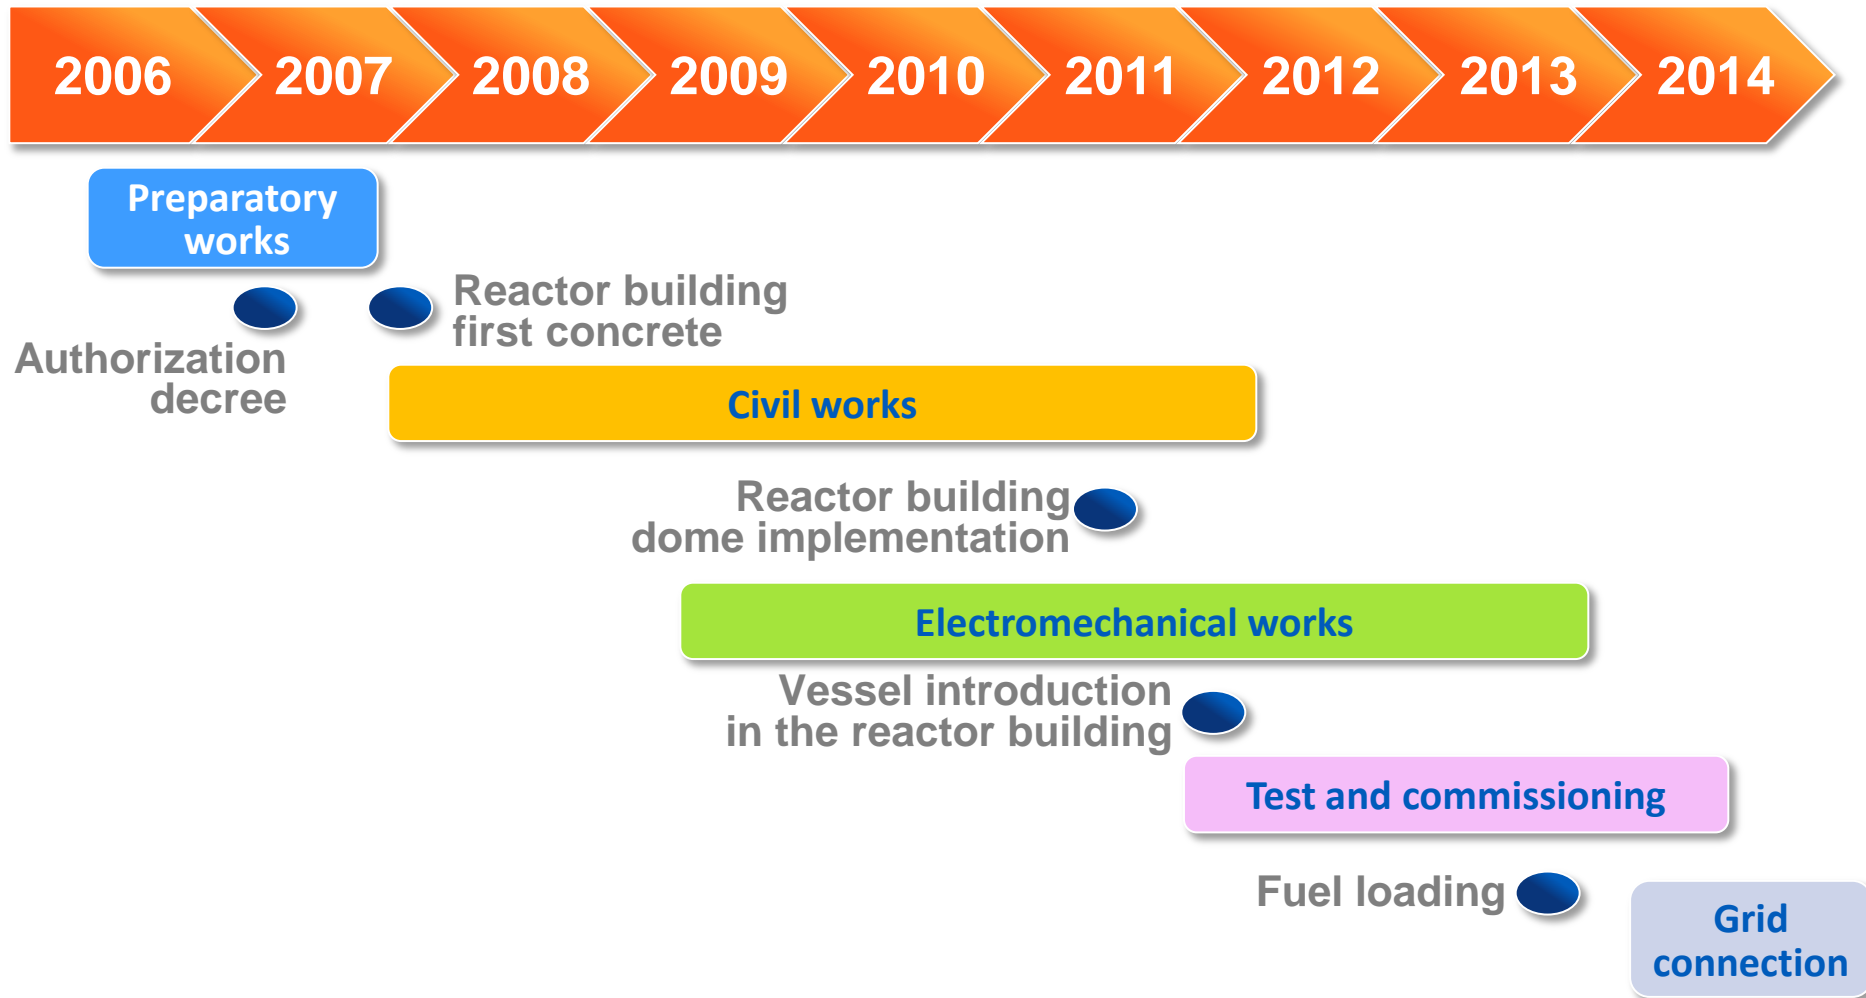 2006 2007 2008 2009 2010 2011 2012 2013 2014
Preparatory
works
Reactor building
first concrete
Authorization
decree
Civil works
Reactor building
dome implementation
Electromechanical works
Vessel introduction
in the reactor building
Test and commissioning
Fuel loading
Grid
connection